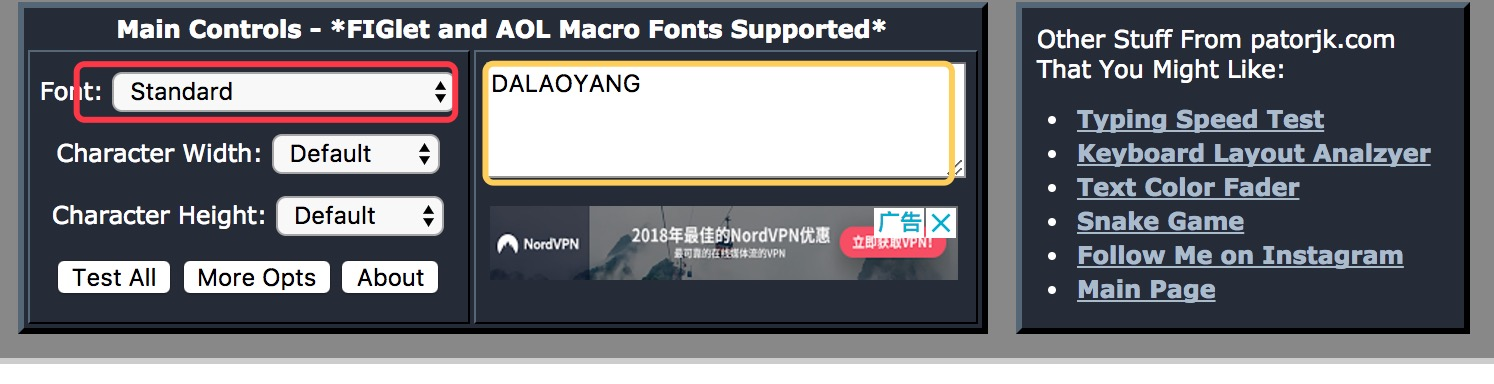 Main Controls - *FIGlet and AOL Macro Fonts Supported*
Font: Standard
Character Width: Default
Character Height: Default
Test All More Opts About
DALAOYANG
NordVPN
2018年最佳的NordVPN优惠
最可靠的在线媒体流的VPN
立即获取VPN!
广告
Other Stuff From patorjk.com
That You Might Like:
• Typing Speed Test
• Keyboard Layout Analzyer
• Text Color Fader
• Snake Game
• Follow Me on Instagram
• Main Page